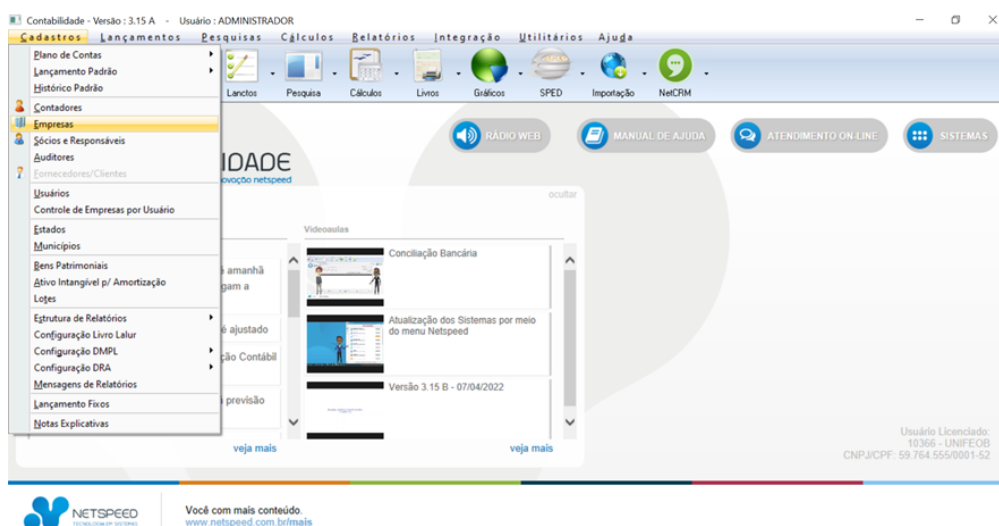 Contabilidade - Versão : 3.15 A - Usuário : ADMINISTRADOR
Cadastros Lançamentos Pesquisas Cálculos Relatórios Integração Utilitários Ajuda
Lanctos Pesquisa Cálculos Livros Gráficos SPED Importação NetCRM
Plano de Contas
Lançamento Padrão
Histórico Padrão
Contadores
Empresas
Sócios e Responsáveis
Auditores
Fornecedores/Clientes
Usuários
Controle de Empresas por Usuário
Estados
Municípios
Bens Patrimoniais
Ativo Intangível p/ Amortização
Lotes
Estrutura de Relatórios
Configuração Livro Lalur
Configuração DMPL
Configuração DRA
Mensagens de Relatórios
Lançamento Fixos
Notas Explicativas
RÁDIO WEB
MANUAL DE AJUDA
ATENDIMENTO ON-LINE
SISTEMAS
IDADE
ovação netspeed
ocultar
é amanhã
gam a
é ajustado
ção Contábil
previsão
veja mais
Videoaulas
Conciliação Bancária
Atualização dos Sistemas por meio
do menu Netspeed
Versão 3.15 B - 07/04/2022
veja mais
Usuário Licenciado:
10366 - UNIFEOB
CNPJ/CPF: 59.764.555/0001-52
NETSPEED
TECNOLOGIA EM SISTEMAS
Você com mais conteúdo.
www.netspeed.com.br/mais